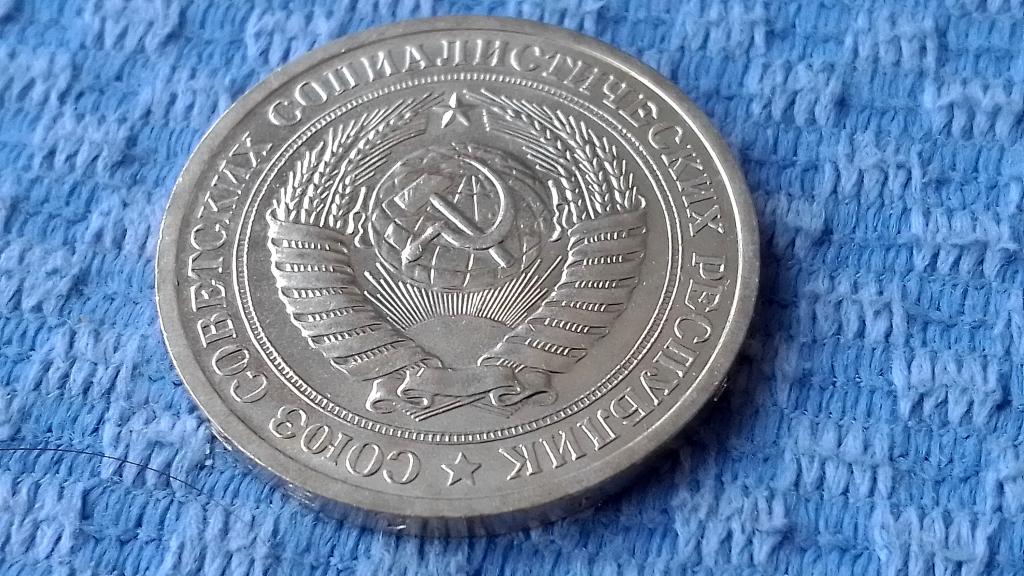 СОЮЗ СОВЕТСКИХ СОЦИАЛИСТИЧЕСКИХ РЕСПУБЛИК